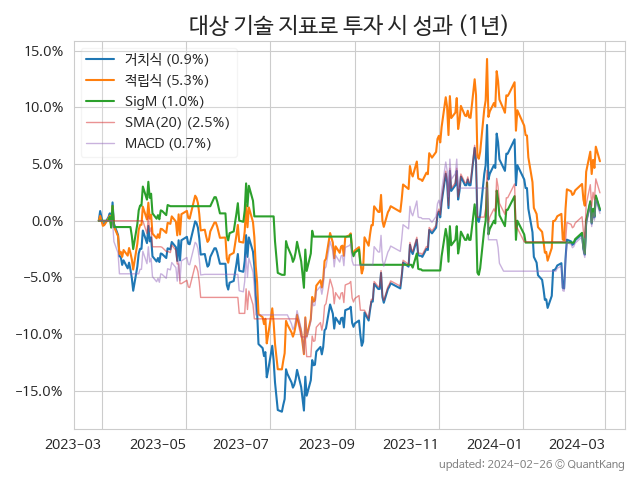 대상 기술 지표로 투자 시 성과 (1년)
15.0%
10.0%
5.0%
0.0%
−5.0%
−10.0%
−15.0%
거치식 (0.9%)
적립식 (5.3%)
SigM (1.0%)
SMA(20) (2.5%)
MACD (0.7%)
2023-03 2023-05 2023-07 2023-09 2023-11 2024-01 2024-03
updated: 2024-02-26 ⓒ QuantKang